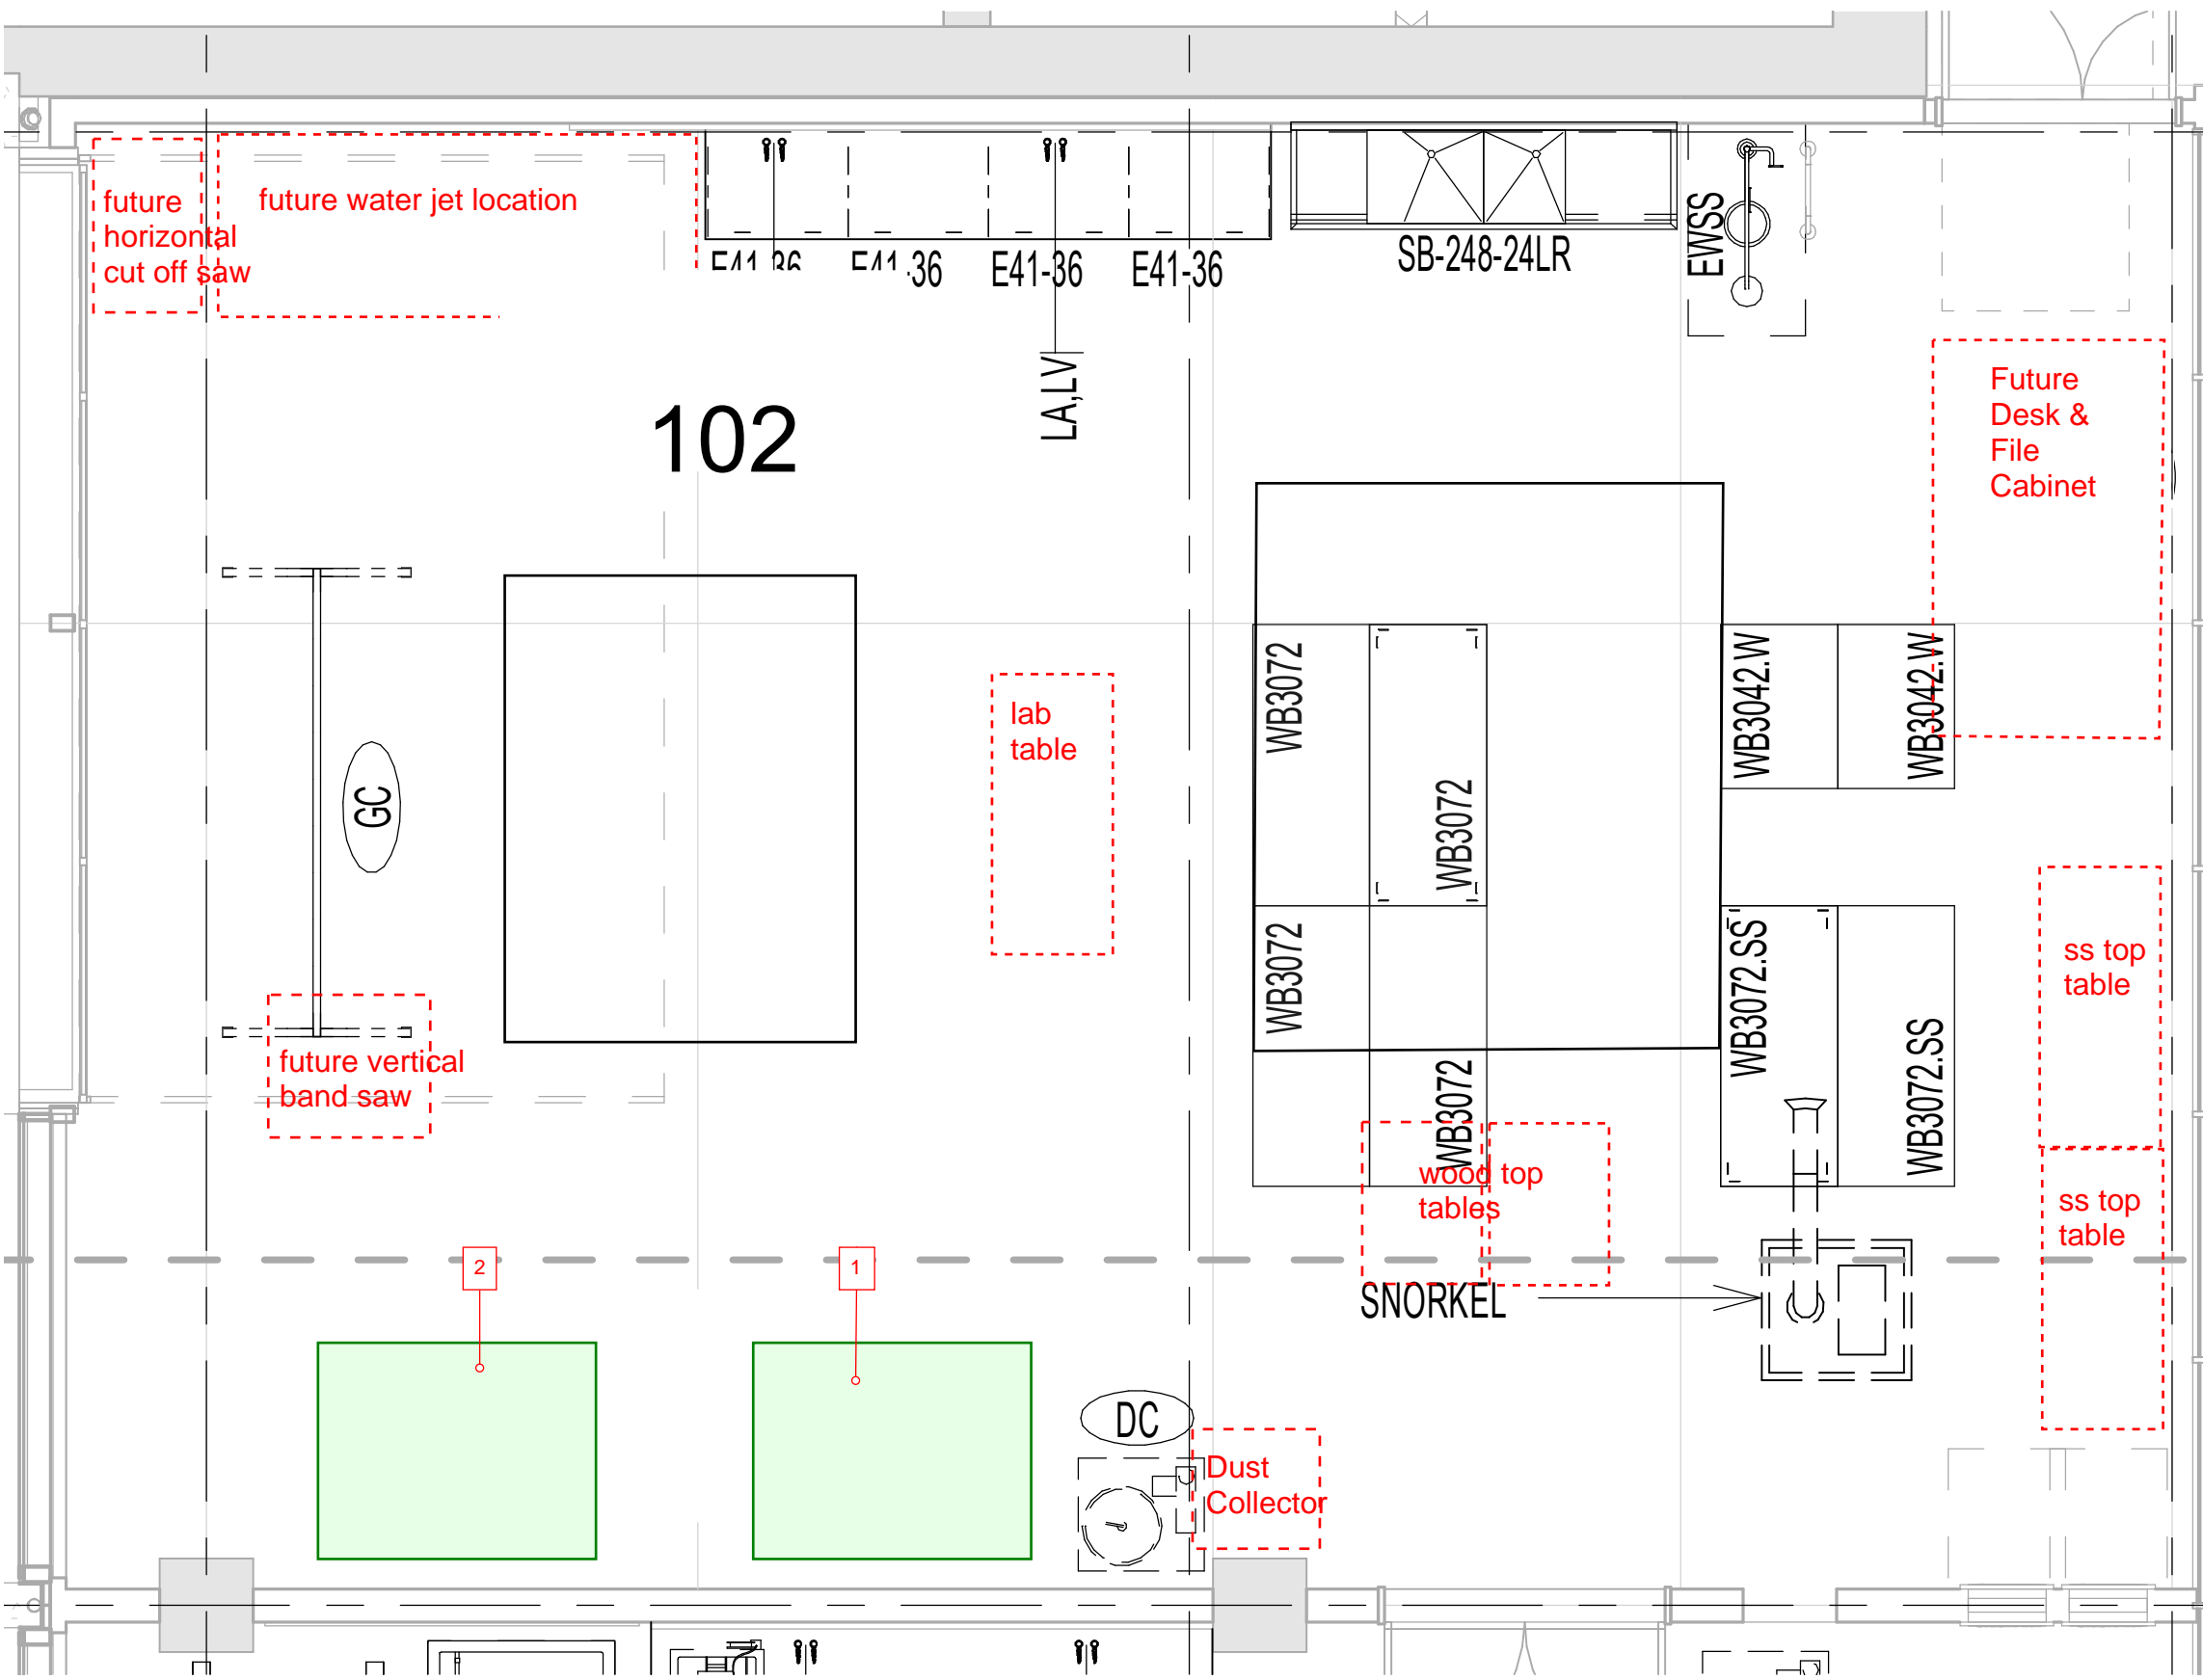 future
horizontal
cut off saw
future water jet location
E41-36
E41-36
E41-36
E41-36
SB-248-24LR
EWSS
LA,LV
102
Future
Desk &
File
Cabinet
GC
lab
table
WB3072
WB3072
WB3042.W
WB3042.W
WB3072
WB3072
WB3072.SS
WB3072.SS
ss top
table
future vertical
band saw
wood top
tables
ss top
table
2
1
SNORKEL
DC
Dust
Collector